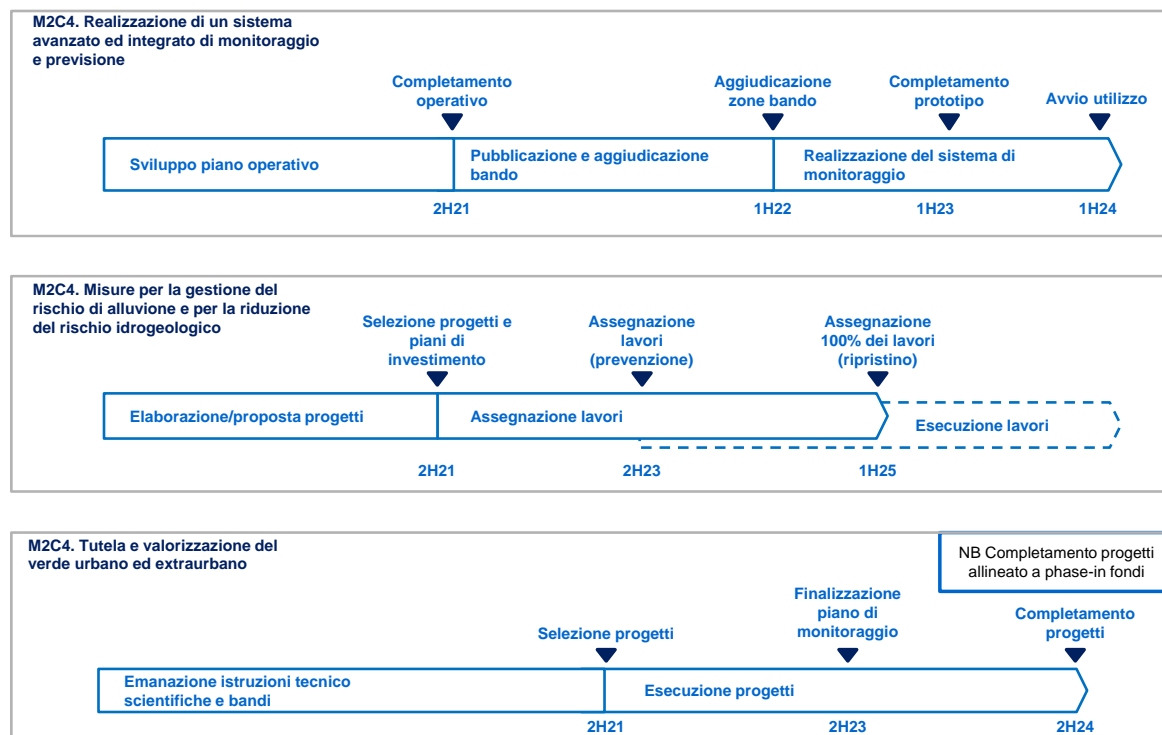 M2C4. Realizzazione di un sistema
avanzato ed integrato di monitoraggio
e previsione
Completamento
operativo
Aggiudicazione
zone bando
Completamento
prototipo
Avvio utilizzo
Sviluppo piano operativo
Pubblicazione e aggiudicazione
bando
Realizzazione del sistema di
monitoraggio
2H21
1H22
1H23
1H24
M2C4. Misure per la gestione del
rischio di alluvione e per la riduzione
del rischio idrogeologico
Selezione progetti e
piani di
investimento
Assegnazione
lavori
(prevenzione)
Assegnazione
100% dei lavori
(ripristino)
Elaborazione/proposta progetti
Assegnazione lavori
Esecuzione lavori
2H21
2H23
1H25
M2C4. Tutela e valorizzazione del
verde urbano ed extraurbano
NB Completamento progetti
allineato a phase-in fondi
Selezione progetti
Finalizzazione
piano di
monitoraggio
Completamento
progetti
Emanazione istruzioni tecnico
scientifiche e bandi
Esecuzione progetti
2H21
2H23
2H24